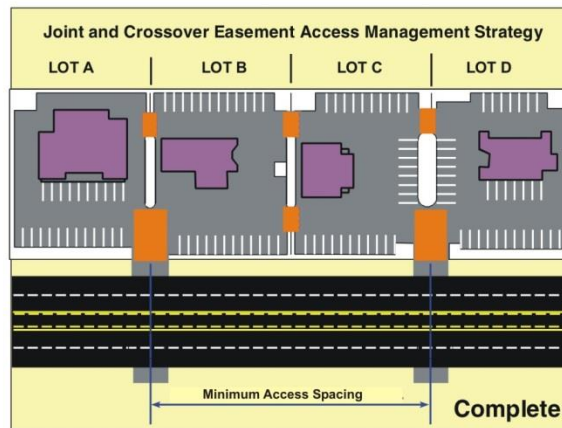 Joint and Crossover Easement Access Management Strategy
LOT A LOT B LOT C LOT D
Minimum Access Spacing
Complete